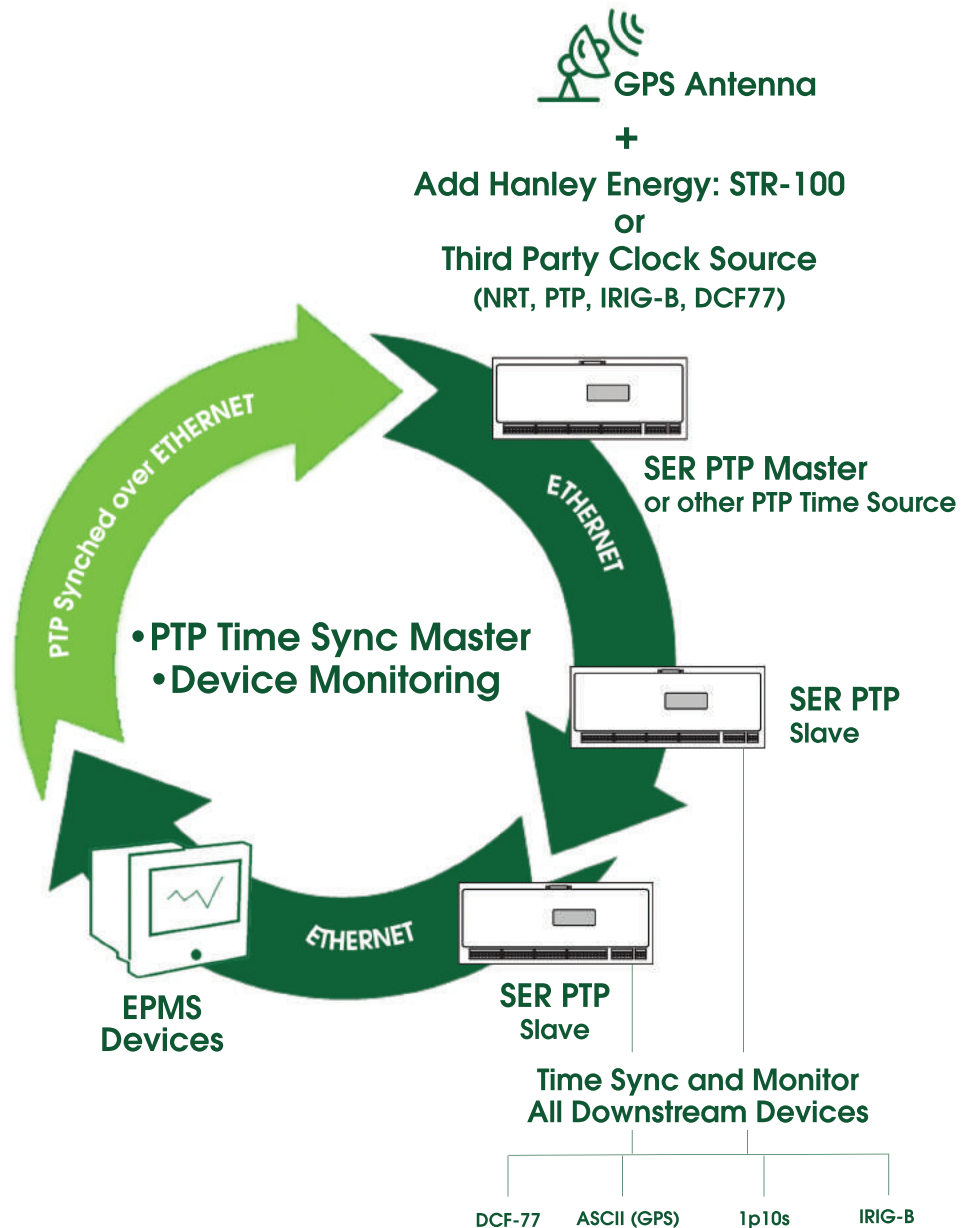 GPS Antenna
+
Add Hanley Energy: STR-100
or
Third Party Clock Source
(NRT, PTP, IRIG-B, DCF77)
PTP Synched over ETHERNET
ETHERNET
SER PTP Master
or other PTP Time Source
•PTP Time Sync Master
•Device Monitoring
SER PTP
Slave
ETHERNET
EPMS
Devices
SER PTP
Slave
Time Sync and Monitor
All Downstream Devices
DCF-77 ASCII (GPS) 1p10s IRIG-B